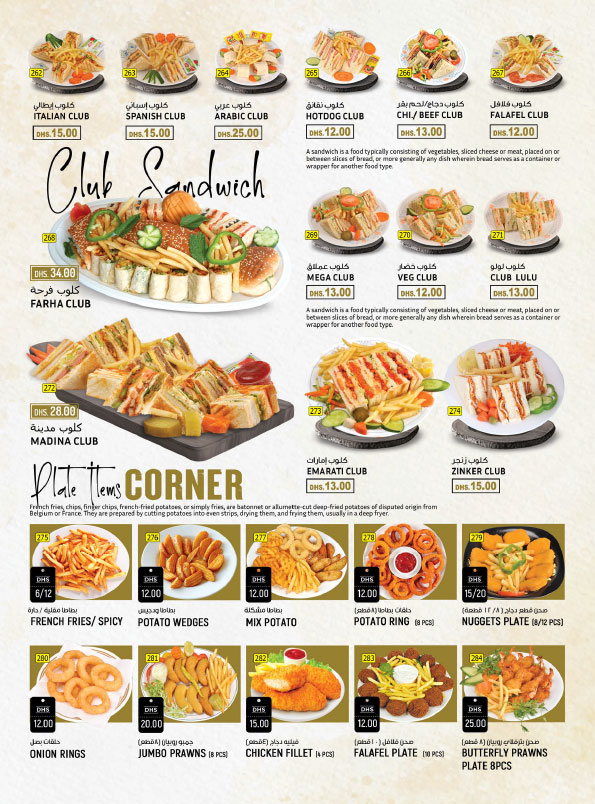 262
263
264
265
266
267
كلوب إيطالي
ITALIAN CLUB
DHS.15.00
كلوب إسباني
SPANISH CLUB
DHS.15.00
كلوب عربي
ARABIC CLUB
DHS.25.00
كلوب نقانق
HOTDOG CLUB
DHS.12.00
كلوب دجاج/لحم بقر
CHI./ BEEF CLUB
DHS.13.00
كلوب فلافل
FALAFEL CLUB
DHS.12.00
A sandwich is a food typically consisting of vegetables, sliced cheese or meat, placed on or
between slices of bread, or more generally any dish wherein bread serves as a container or
wrapper for another food type.
Club Sandwich
268
DHS.34.00
كلوب فرحة
FARHA CLUB
269
270
271
كلوب عملاق
MEGA CLUB
DHS.13.00
كلوب خضار
VEG CLUB
DHS.12.00
كلوب لولو
CLUB LULU
DHS.13.00
A sandwich is a food typically consisting of vegetables, sliced cheese or meat, placed on or
between slices of bread, or more generally any dish wherein bread serves as a container or
wrapper for another food type.
272
DHS.28.00
كلوب مدينة
MADINA CLUB
273
كلوب إمارات
EMARATI CLUB
DHS.13.00
274
كلوب زنجر
ZINKER CLUB
DHS.15.00
Plate Items CORNER
French fries, chips, finger chips, french-fried potatoes, or simply fries, are batonnet or allumette-cut deep-fried potatoes of disputed origin from
Belgium or France. They are prepared by cutting potatoes into even strips, drying them, and frying them, usually in a deep fryer.
275
DHS
6/12
بطاطا مقلية / حارة
FRENCH FRIES/ SPICY
276
DHS
12.00
بطاطا ودجيس
POTATO WEDGES
277
DHS
12.00
بطاطا مشكلة
MIX POTATO
278
DHS
12.00
حلقات بطاطا (٨ قطع)
POTATO RING (8 PCS)
279
DHS
15/20
صحن قطع دجاج (٨/ ١٢ قطعة)
NUGGETS PLATE (8/12 PCS)
280
DHS
12.00
حلقات بصل
ONION RINGS
281
DHS
20.00
جمبو روبيان (٨ قطع)
JUMBO PRAWNS (8 PCS)
282
DHS
15.00
فيليه دجاج (٤ قطع)
CHICKEN FILLET (4 PCS)
283
DHS
12.00
صحن فلافل (١٠ قطع)
FALAFEL PLATE (10 PCS)
284
DHS
25.00
صحن بترفلاي روبيان (٨ قطع)
BUTTERFLY PRAWNS
PLATE 8PCS